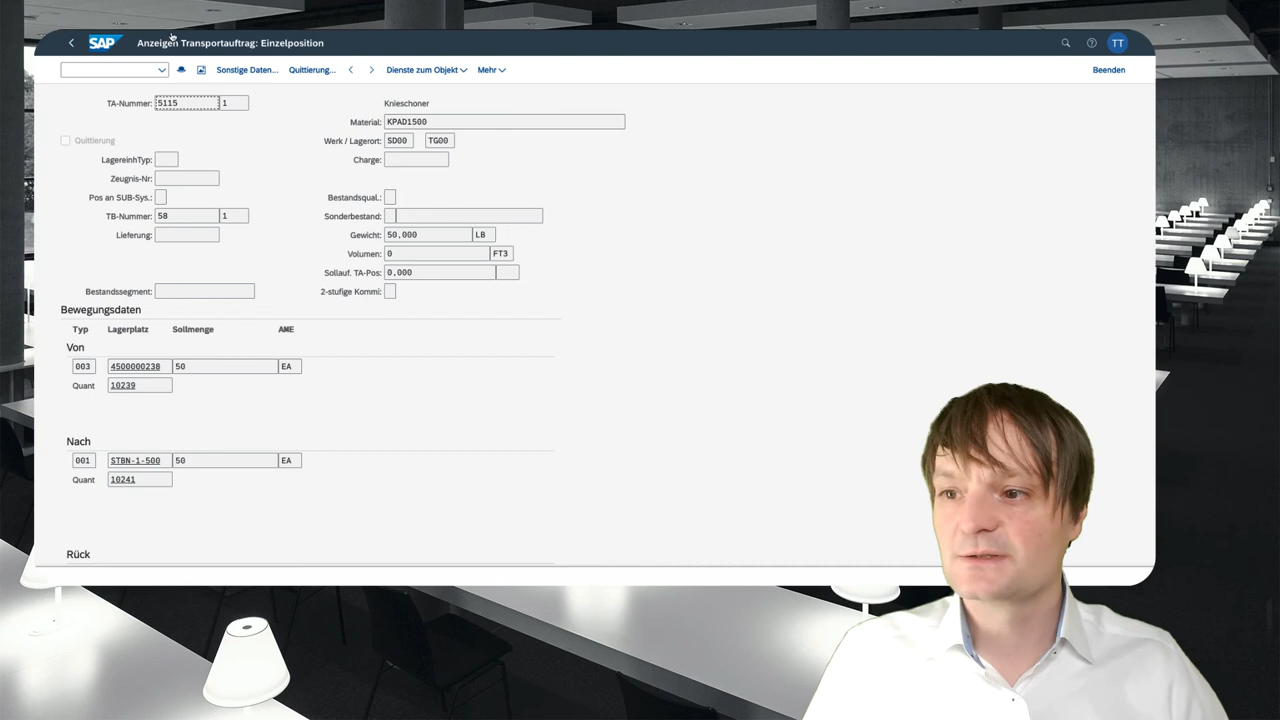 SAP Anzeigen Transportauftrag: Einzelposition TT
Sonstige Daten... Quittierung... Dienste zum Objekt Mehr Beenden
TA-Nummer: 5115 1 Knieschoner
Material: KPAD1500
Quittierung Werk / Lagerort: SD00 TG00
LagereinhTyp: Charge:
Zeugnis-Nr:
Pos an SUB-Sys.: Bestandsqual.:
TB-Nummer: 58 1 Sonderbestand:
Lieferung: Gewicht: 50,000 LB
Volumen: 0 FT3
Sollauf. TA-Pos: 0,000
Bestandssegment: 2-stufige Kommi:
Bewegungsdaten
Typ Lagerplatz Sollmenge AME
Von
003 4500000238 50 EA
Quant 10239
Nach
001 STBN-1-500 50 EA
Quant 10241
Rück